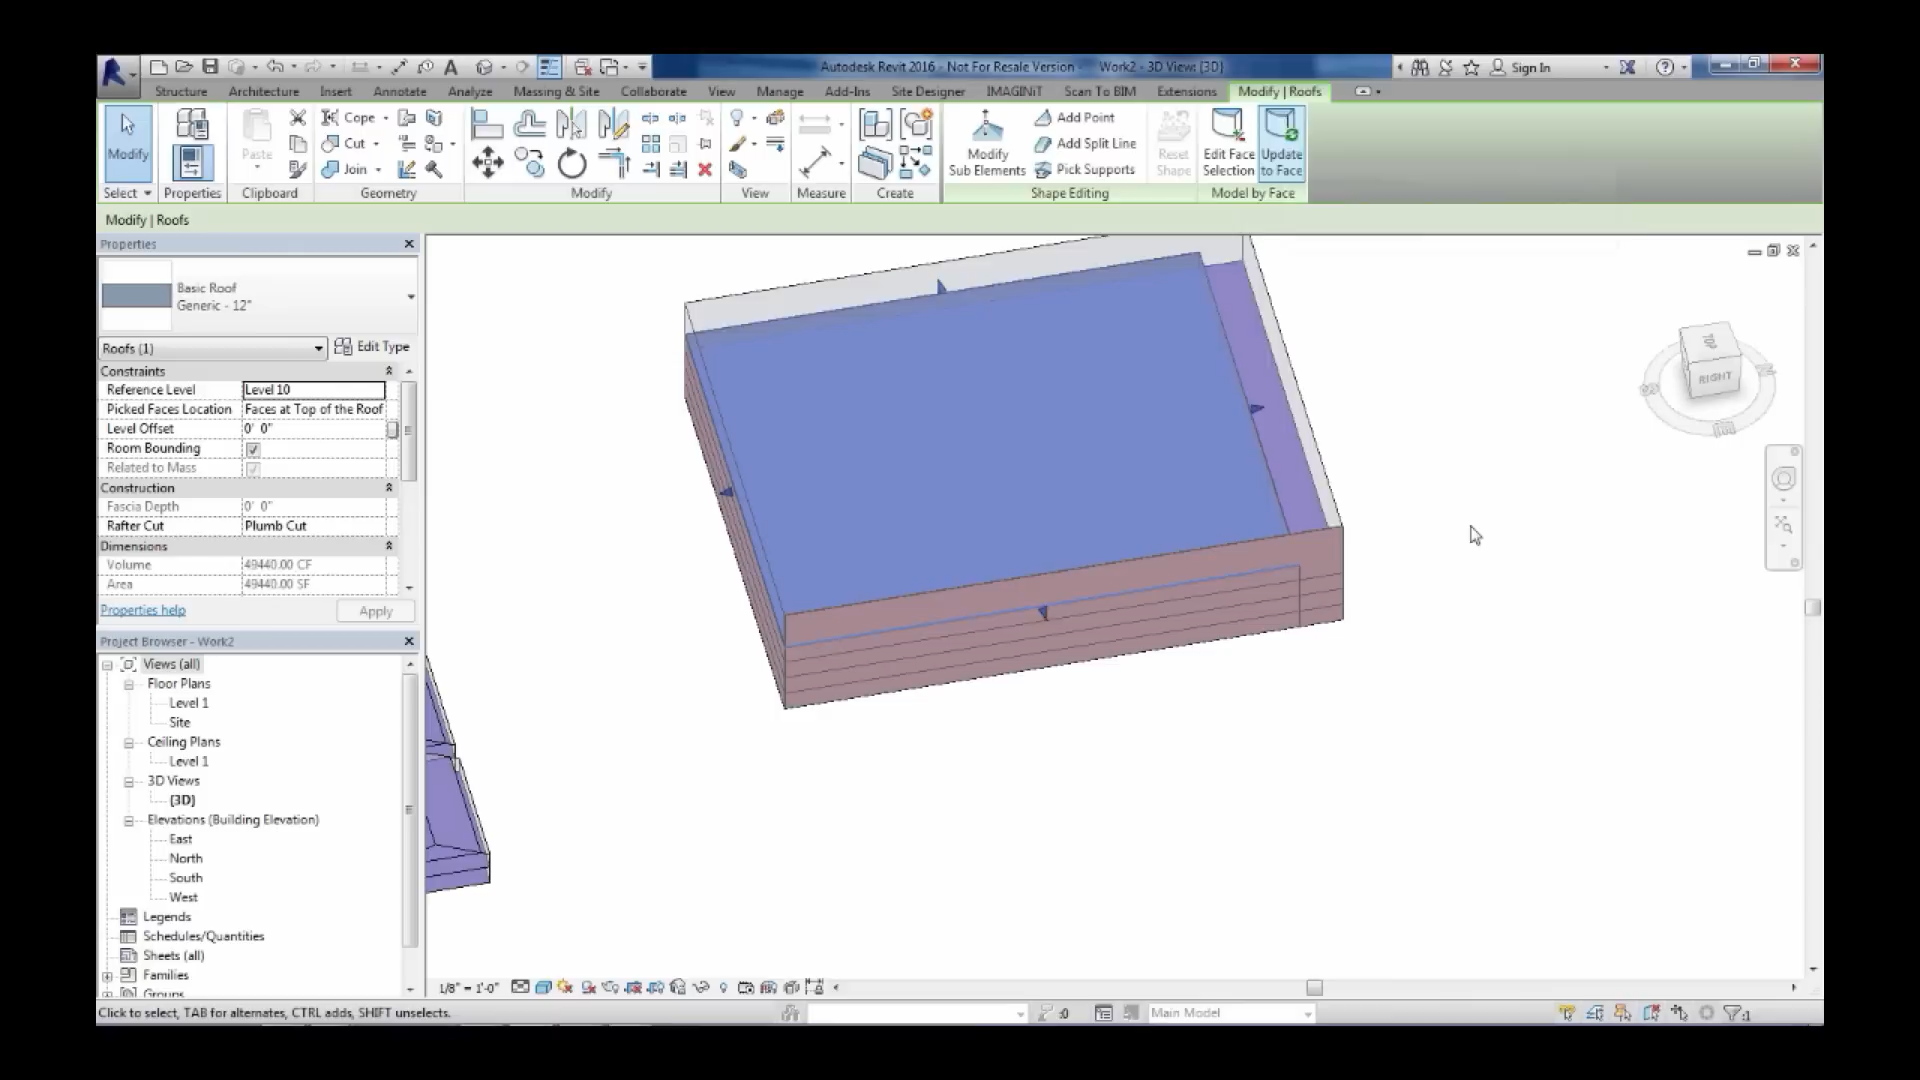 Autodesk Revit 2016 - Not For Resale Version - Work2 - 3D View: {3D}
Sign In
Structure Architecture Insert Annotate Analyze Massing & Site Collaborate View Manage Add-Ins Site Designer IMAGINiT Scan To BIM Extensions Modify | Roofs
Modify
Paste
Cope
Cut
Join
Modify
Sub Elements
Add Point
Add Split Line
Pick Supports
Reset
Shape
Edit Face
Selection
Update
to Face
Select Properties Clipboard Geometry Modify View Measure Create Shape Editing Model by Face
Modify | Roofs
Properties
Basic Roof
Generic - 12"
Roofs (1)
Edit Type
Constraints
Reference Level Level 10
Picked Faces Location Faces at Top of the Roof
Level Offset 0' 0"
Room Bounding
Related to Mass
Construction
Fascia Depth 0' 0"
Rafter Cut Plumb Cut
Dimensions
Volume 49440.00 CF
Area 49440.00 SF
Properties help
Apply
Project Browser - Work2
Views (all)
Floor Plans
Level 1
Site
Ceiling Plans
Level 1
3D Views
{3D}
Elevations (Building Elevation)
East
North
South
West
Legends
Schedules/Quantities
Sheets (all)
Families
Groups
TOP
RIGHT
1/8" = 1'-0"
Click to select, TAB for alternates, CTRL adds, SHIFT unselects.
:0
Main Model
:1